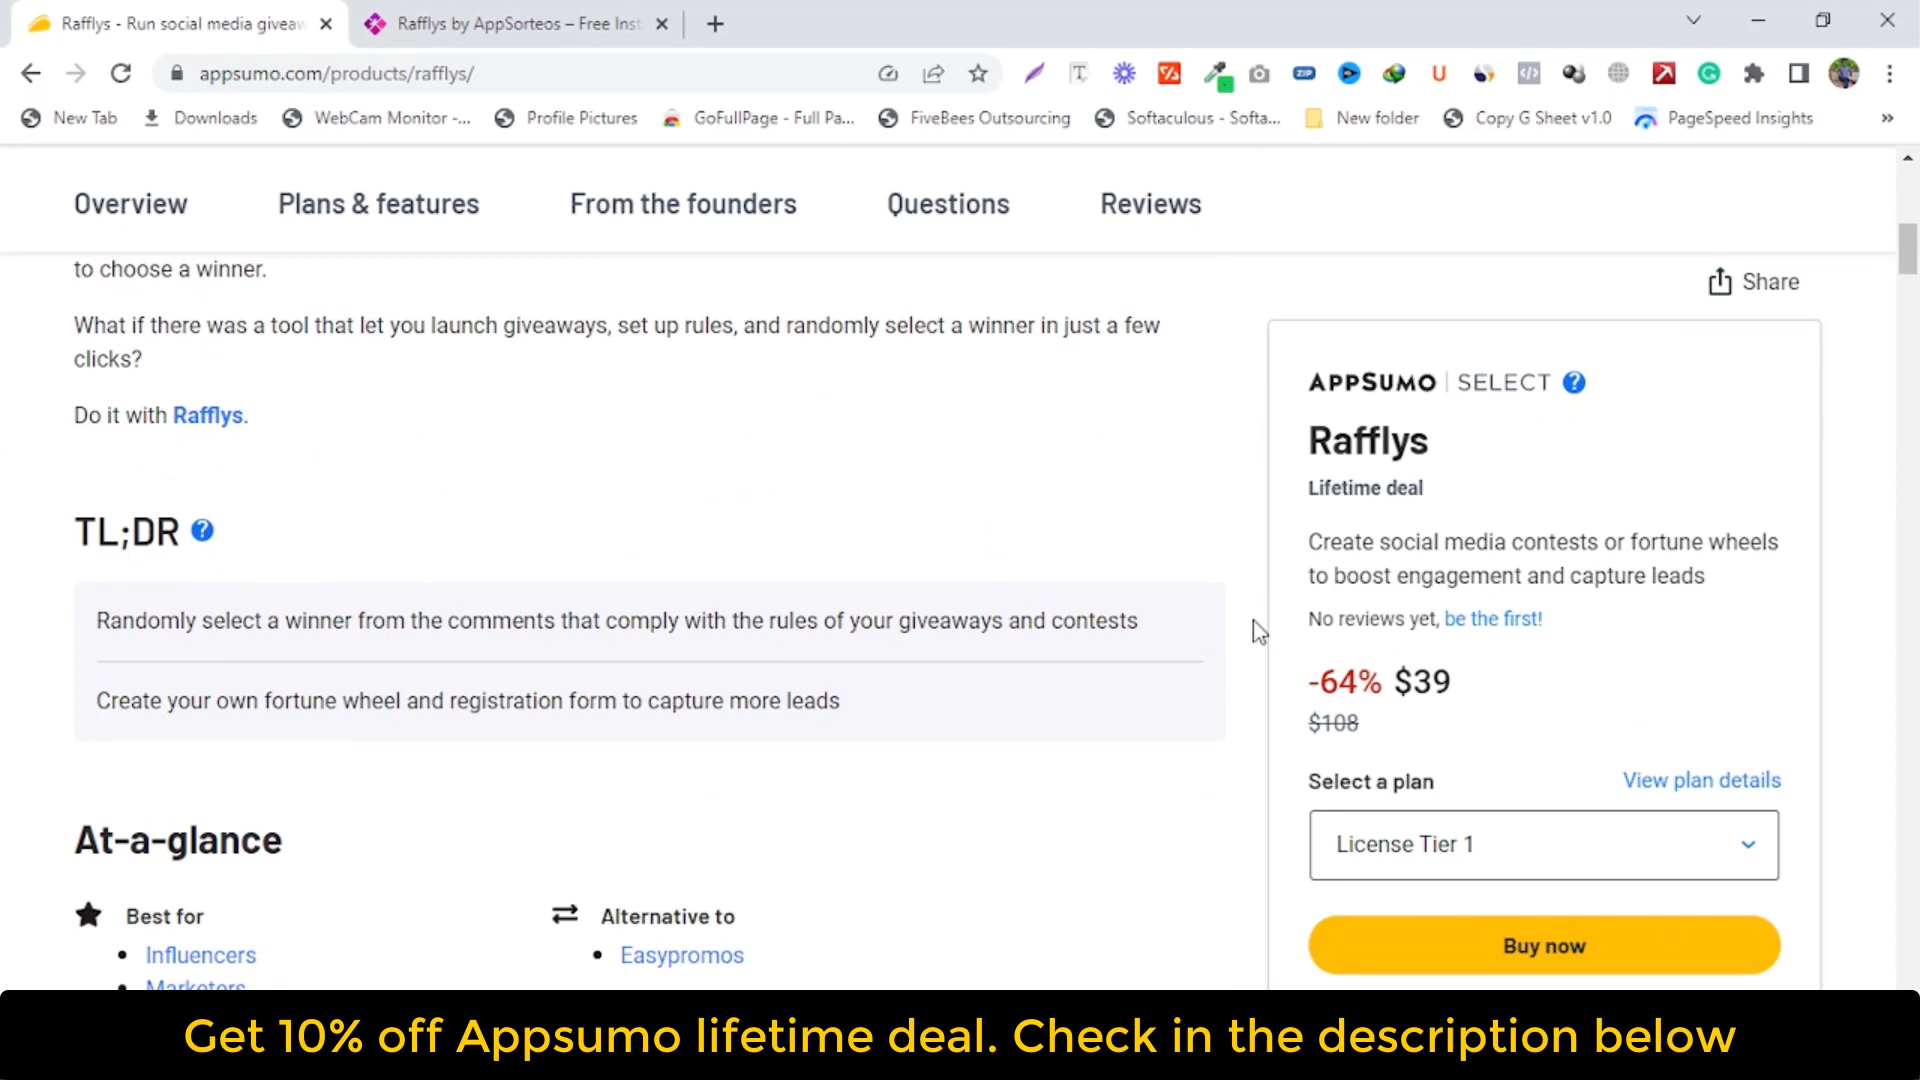 Rafflys - Run social media giveaw
Rafflys by AppSorteos – Free Inst
appsumo.com/products/rafflys/
New Tab
Downloads
WebCam Monitor -...
Profile Pictures
GoFullPage - Full Pa...
FiveBees Outsourcing
Softaculous - Softa...
New folder
Copy G Sheet v1.0
PageSpeed Insights
»
Overview
Plans & features
From the founders
Questions
Reviews
to choose a winner.
What if there was a tool that let you launch giveaways, set up rules, and randomly select a winner in just a few
clicks?
Do it with Rafflys.
TL;DR ?
Randomly select a winner from the comments that comply with the rules of your giveaways and contests
Create your own fortune wheel and registration form to capture more leads
At-a-glance
Best for
Influencers
Marketers
Alternative to
Easypromos
Share
APPSUMO | SELECT ?
Rafflys
Lifetime deal
Create social media contests or fortune wheels
to boost engagement and capture leads
No reviews yet, be the first!
-64% $39
$108
Select a plan
View plan details
License Tier 1
Buy now
Get 10% off Appsumo lifetime deal. Check in the description below